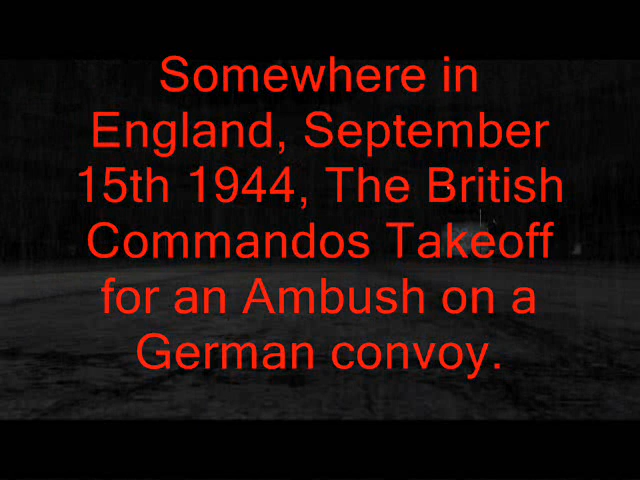 Somewhere in
England, September
15th 1944, The British
Commandos Takeoff
for an Ambush on a
German convoy.